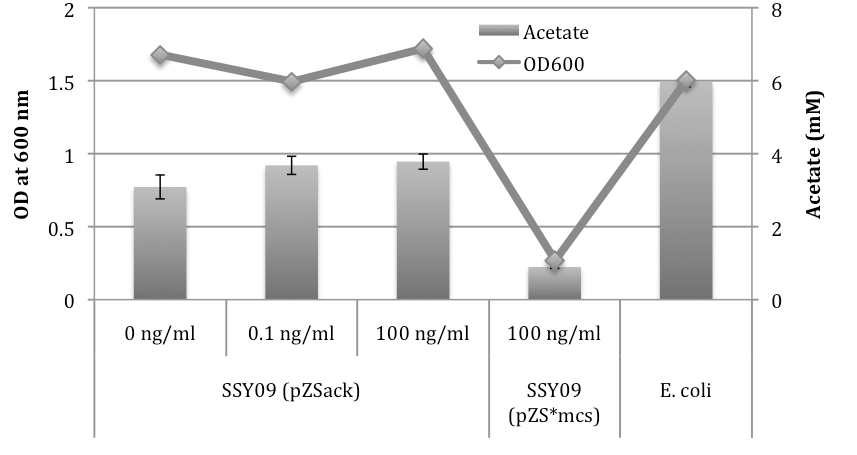 2
1.5
1
0.5
0
OD at 600 nm
Acetate
OD600
8
6
4
2
0
Acetate (mM)
0 ng/ml
0.1 ng/ml
100 ng/ml
100 ng/ml
SSY09 (pZSack)
SSY09
(pZS*mcs)
E. coli